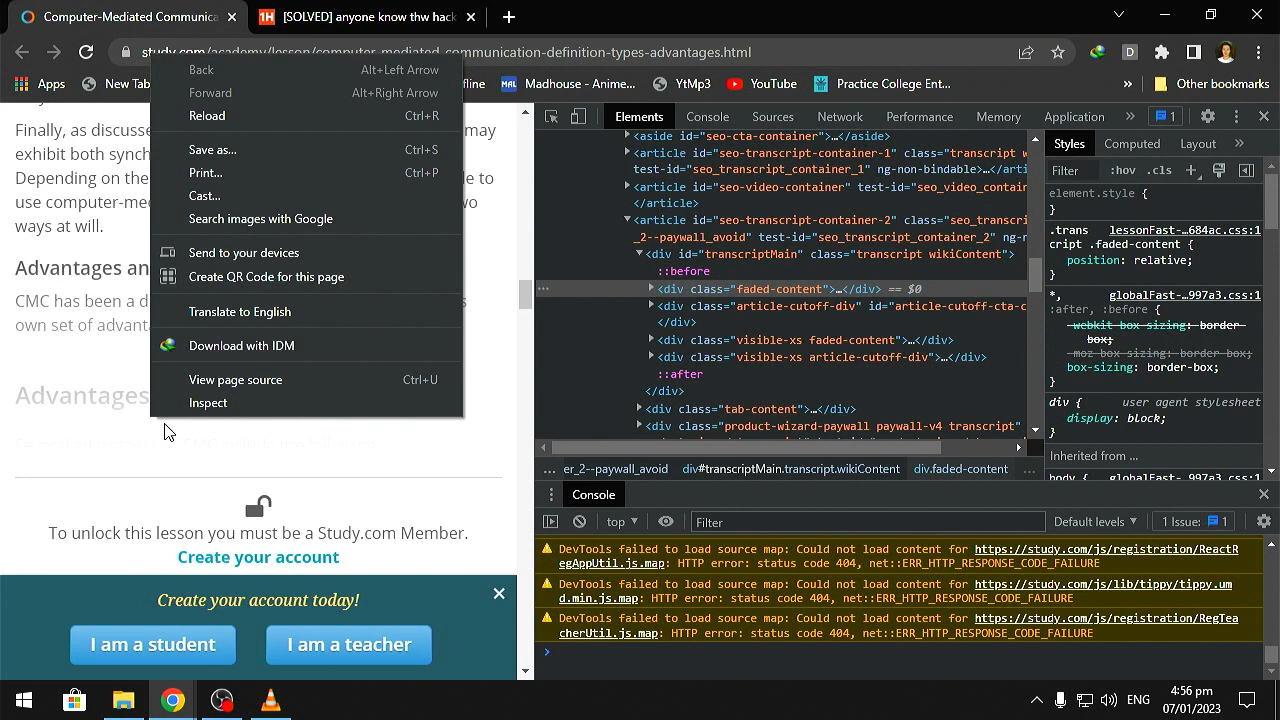 Computer-Mediated Communica
[SOLVED] anyone know thw hack
study.com/academy/lesson/computer-mediated-communication-definition-types-advantages.html
Apps
New Tab
fline
MAL
Madhouse - Anime...
YtMp3
YouTube
Practice College Ent...
»
Other Bookmarks
Finally, as discusse
may
exhibit both synch
Depending on the
le to
use computer-med
wo
ways at will.
Advantages an
CMC has been a d
own set of advanta
Advantages
To unlock this lesson you must be a Study.com Member.
Create your account
Create your account today!
I am a student
I am a teacher
Back Alt+Left Arrow
Forward Alt+Right Arrow
Reload Ctrl+R
Save as... Ctrl+S
Print... Ctrl+P
Cast...
Search images with Google
Send to your devices
Create QR Code for this page
Translate to English
Download with IDM
View page source Ctrl+U
Inspect
Elements Console Sources Network Performance Memory Application » 1
<aside id="seo-cta-container">…</aside>
<article id="seo-transcript-container-1" class="transcript w
test-id="seo_transcript_container_1" ng-non-bindable>…</arti
<article id="seo-video-container" test-id="seo_video_contain
</article>
<article id="seo-transcript-container-2" class="seo_transcrip
_2--paywall_avoid" test-id="seo_transcript_container_2" ng-n
<div id="transcriptMain" class="transcript wikiContent">
::before
<div class="faded-content">…</div> == $0
<div class="article-cutoff-div" id="article-cutoff-cta-c
</div>
<div class="visible-xs faded-content">…</div>
<div class="visible-xs article-cutoff-div">…</div>
::after
</div>
<div class="tab-content">…</div>
<div class="product-wizard-paywall paywall-v4 transcript"
... er_2--paywall_avoid div#transcriptMain.transcript.wikiContent div.faded-content ...
Styles Computed Layout »
Filter :hov .cls
element.style {
}
.trans lessonFast...684ac.css:1
cript .faded-content {
position: relative;
}
*, globalFast-…997a3.css:1
:after, :before {
-webkit-box-sizing: border-
box;
-moz-box-sizing: border-box;
box-sizing: border-box;
}
div { user agent stylesheet
display: block;
}
Inherited from ...
body { globalFast-…997a3.css:1
Console
top Filter Default levels 1 Issue: 1
DevTools failed to load source map: Could not load content for https://study.com/js/registration/ReactR
egAppUtil.js.map: HTTP error: status code 404, net::ERR_HTTP_RESPONSE_CODE_FAILURE
DevTools failed to load source map: Could not load content for https://study.com/js/lib/tippy/tippy.um
d.min.js.map: HTTP error: status code 404, net::ERR_HTTP_RESPONSE_CODE_FAILURE
DevTools failed to load source map: Could not load content for https://study.com/js/registration/RegTea
cherUtil.js.map: HTTP error: status code 404, net::ERR_HTTP_RESPONSE_CODE_FAILURE
ENG
4:56 pm
07/01/2023